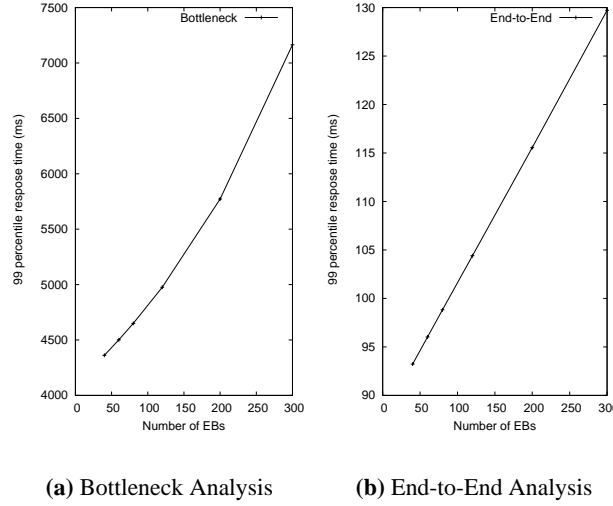 7500
7000
6500
6000
5500
5000
4500
4000
99 percentile respose time (ms)
Bottleneck
0 50 100 150 200 250 300
Number of EBs
130
125
120
115
110
105
100
95
90
99 percentile respose time (ms)
End-to-End
0 50 100 150 200 250 300
Number of EBs
(a) Bottleneck Analysis
(b) End-to-End Analysis